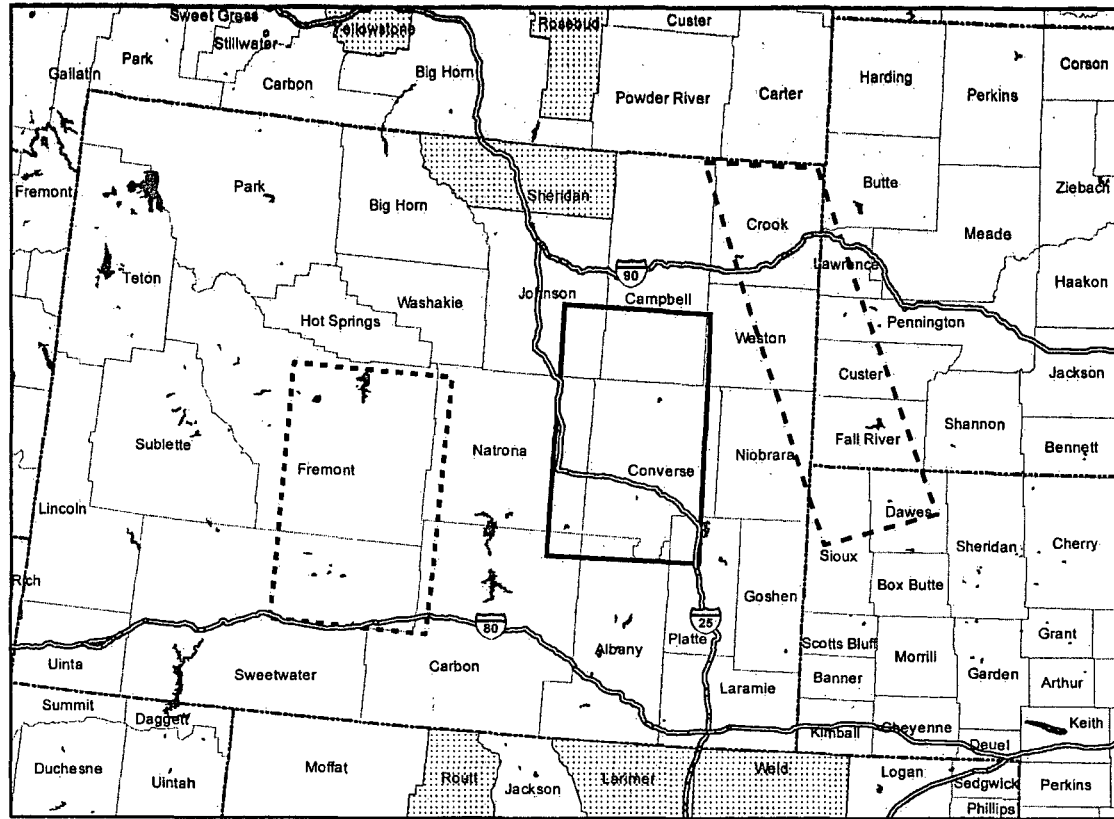 Sweet Grass
Stillwater
Yellowstone
Rosebud
Custer
Gallatin
Park
Carbon
Big Horn
Powder River
Carter
Harding
Perkins
Corson
Fremont
Park
Big Horn
Sheridan
Crook
Butte
Ziebach
Meade
Teton
Hot Springs
Washakie
Johnson
90
Campbell
Lawrence
Haakon
Weston
Pennington
Custer
Jackson
Sublette
Fremont
Natrona
Converse
Niobrara
Fall River
Shannon
Bennett
Lincoln
Dawes
Sioux
Sheridan
Cherry
Rich
Box Butte
Goshen
80
25
Albany
Platte
Scotts Bluff
Morrill
Grant
Uinta
Sweetwater
Carbon
Banner
Garden
Arthur
Laramie
Summit
Daggett
Kimball
Cheyenne
Keith
Deuel
Duchesne
Uintah
Moffat
Routt
Jackson
Larimer
Weld
Logan
Sedgwick
Perkins
Phillips